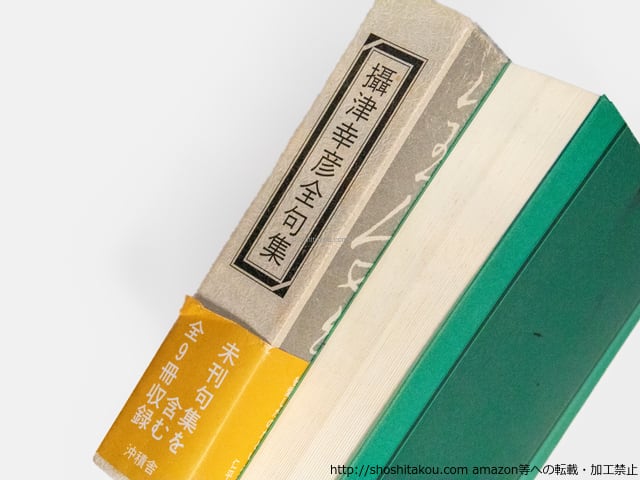 攝津幸彦全句集
未刊句集を含む
全9冊収録
沖積舎
http://shoshitakou.com amazon等への転載・加工禁止